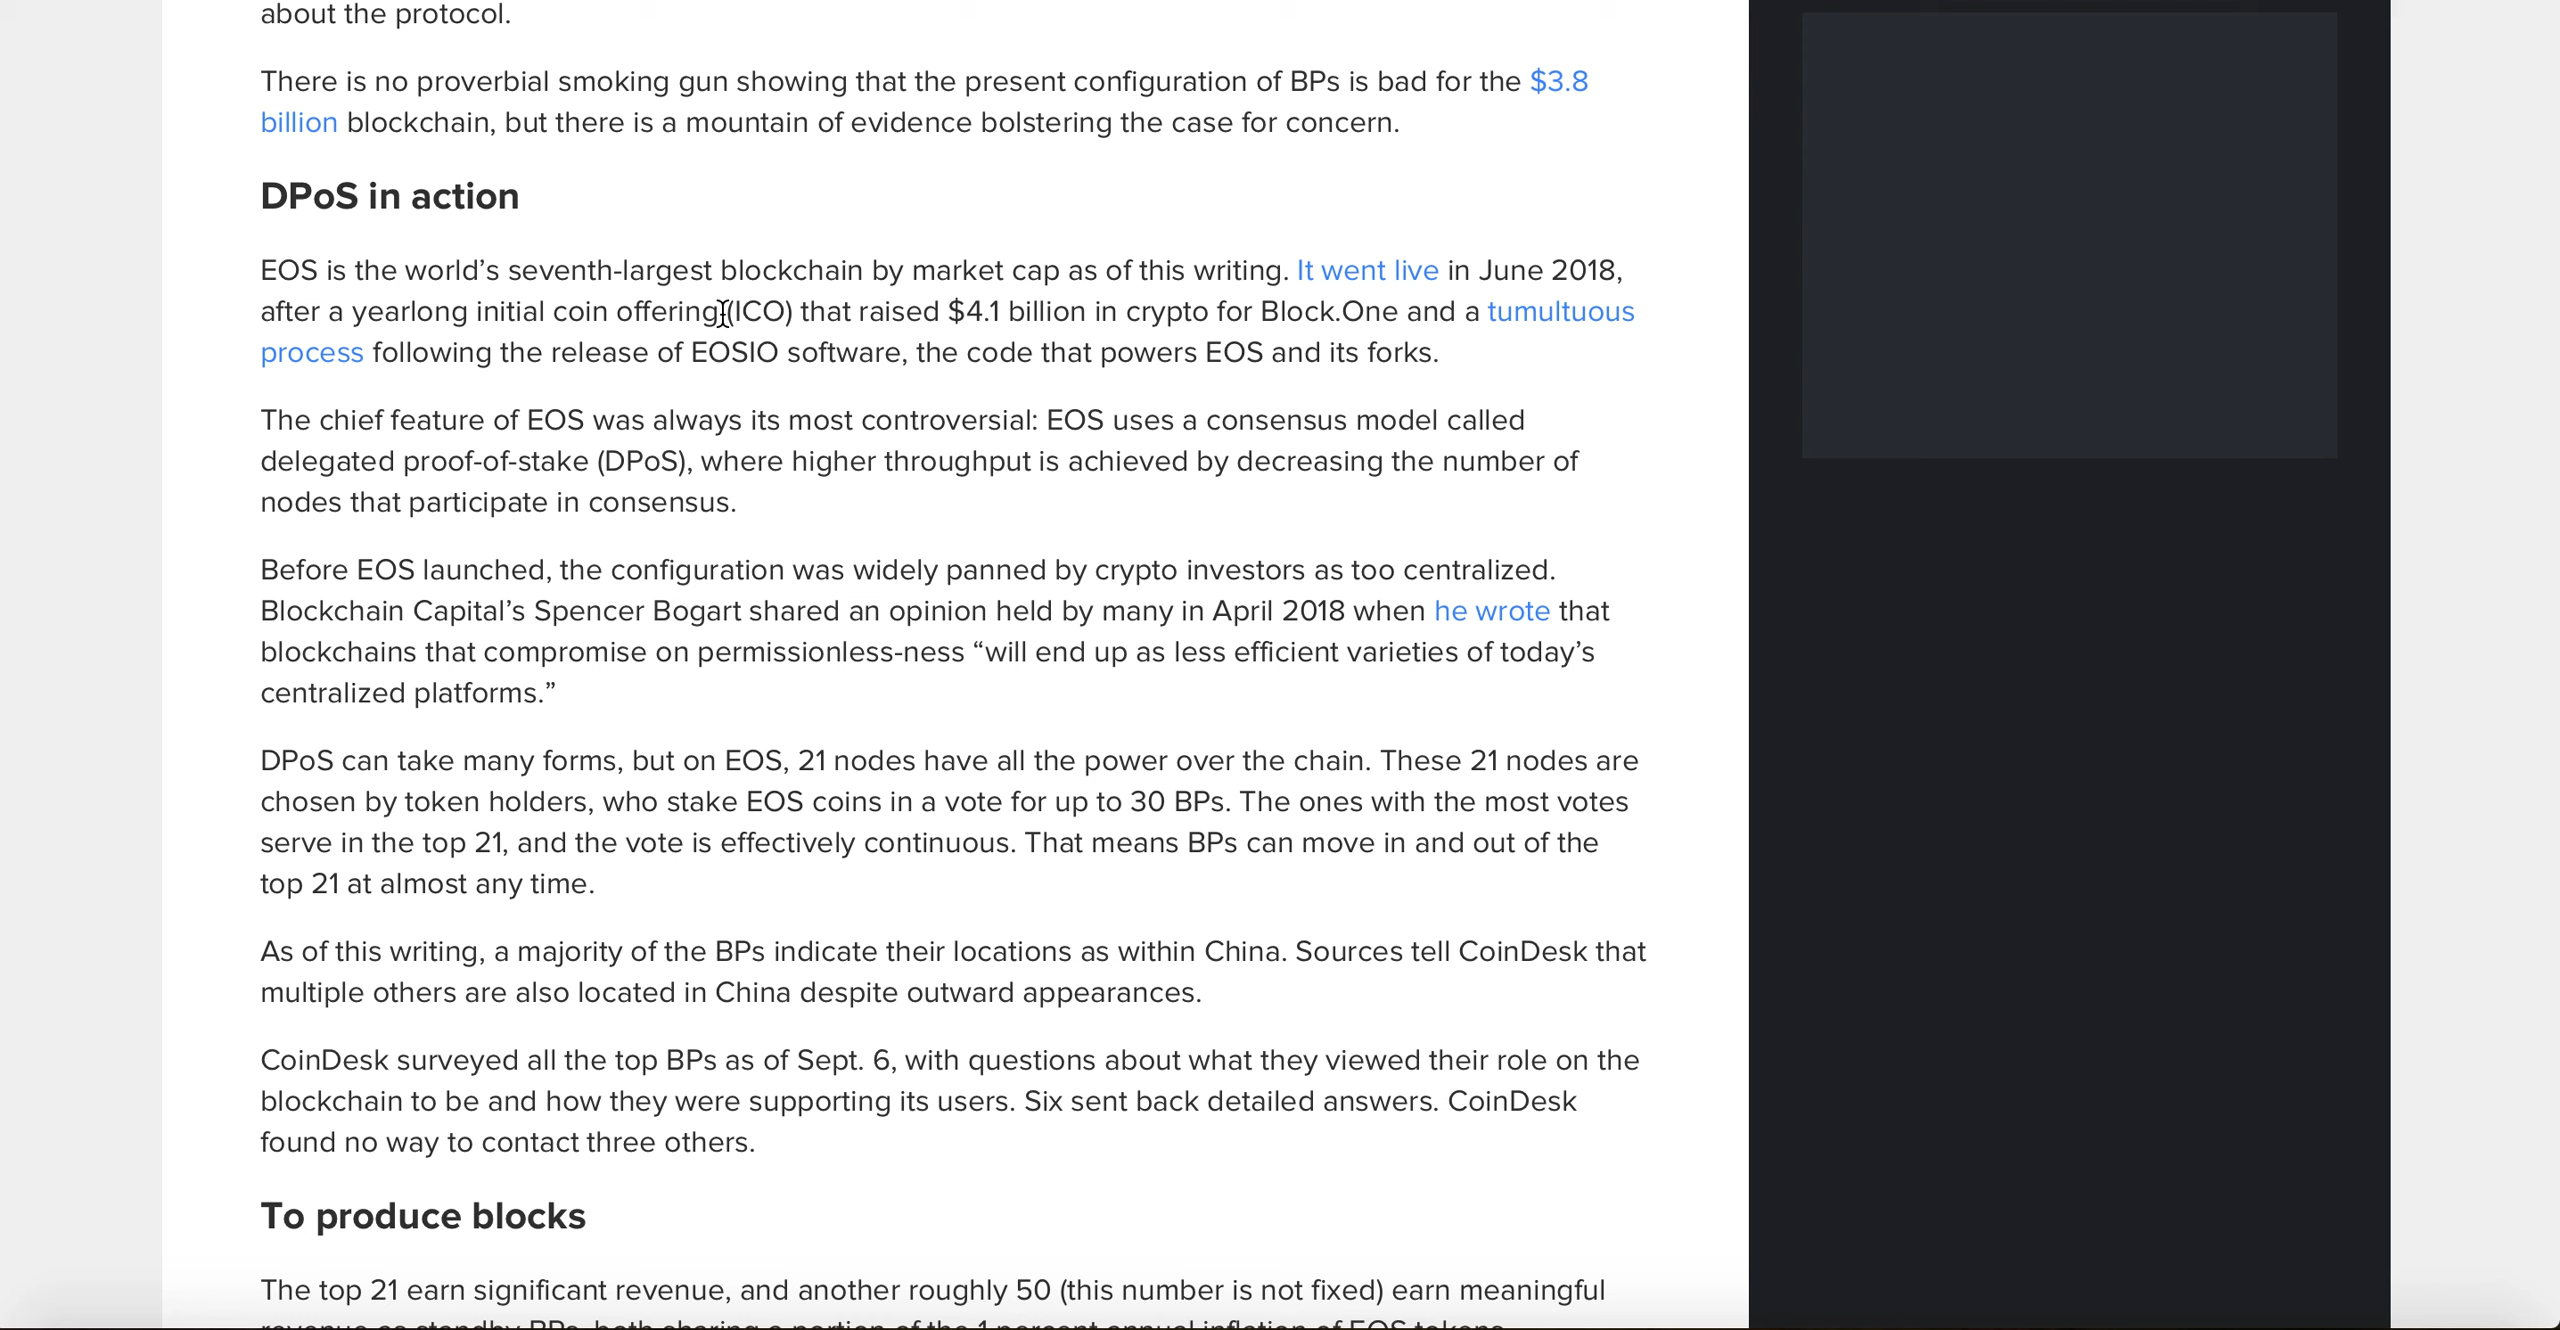 about the protocol.
There is no proverbial smoking gun showing that the present configuration of BPs is bad for the $3.8
billion blockchain, but there is a mountain of evidence bolstering the case for concern.
DPoS in action
EOS is the world’s seventh-largest blockchain by market cap as of this writing. It went live in June 2018,
after a yearlong initial coin offering (ICO) that raised $4.1 billion in crypto for Block.One and a tumultuous
process following the release of EOSIO software, the code that powers EOS and its forks.
The chief feature of EOS was always its most controversial: EOS uses a consensus model called
delegated proof-of-stake (DPoS), where higher throughput is achieved by decreasing the number of
nodes that participate in consensus.
Before EOS launched, the configuration was widely panned by crypto investors as too centralized.
Blockchain Capital’s Spencer Bogart shared an opinion held by many in April 2018 when he wrote that
blockchains that compromise on permissionless-ness “will end up as less efficient varieties of today’s
centralized platforms.”
DPoS can take many forms, but on EOS, 21 nodes have all the power over the chain. These 21 nodes are
chosen by token holders, who stake EOS coins in a vote for up to 30 BPs. The ones with the most votes
serve in the top 21, and the vote is effectively continuous. That means BPs can move in and out of the
top 21 at almost any time.
As of this writing, a majority of the BPs indicate their locations as within China. Sources tell CoinDesk that
multiple others are also located in China despite outward appearances.
CoinDesk surveyed all the top BPs as of Sept. 6, with questions about what they viewed their role on the
blockchain to be and how they were supporting its users. Six sent back detailed answers. CoinDesk
found no way to contact three others.
To produce blocks
The top 21 earn significant revenue, and another roughly 50 (this number is not fixed) earn meaningful
revenue as standby BPs, both sharing a portion of the 1 percent annual inflation of EOS tokens.